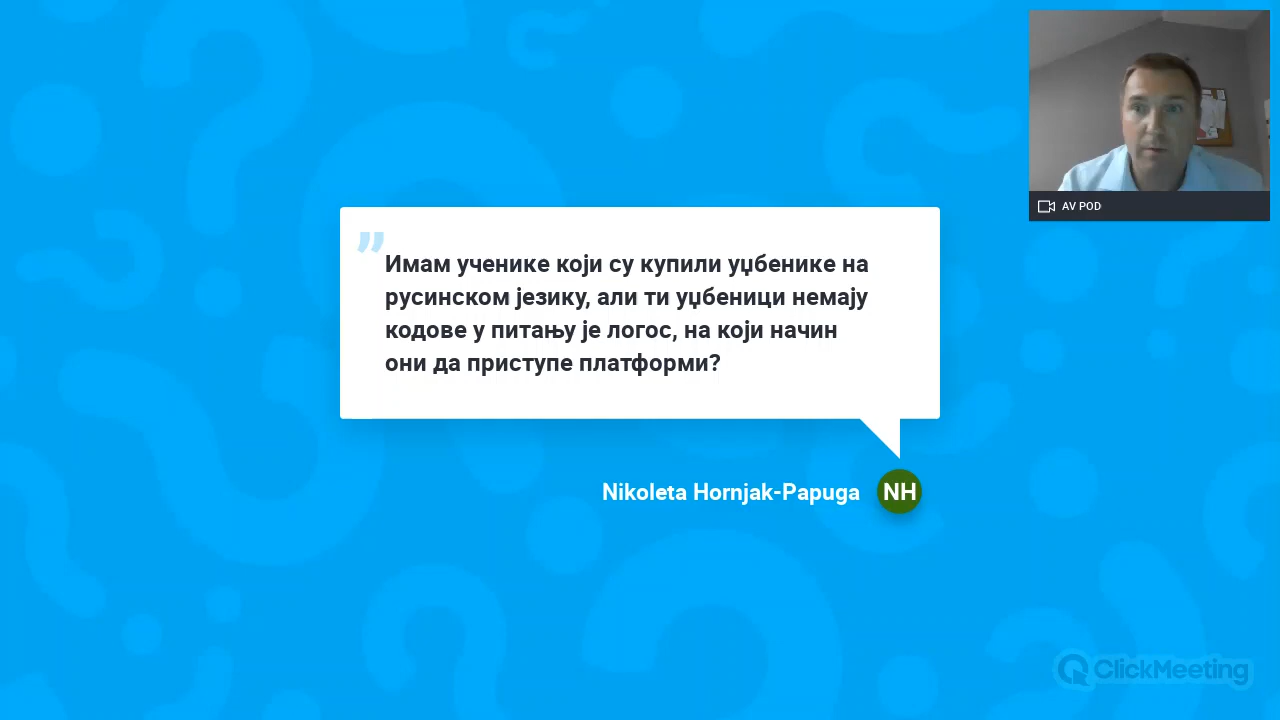 AV POD
Имам ученике који су купили уџбенике на
русинском језику, али ти уџбеници немају
кодове у питању је логос, на који начин
они да приступе платформи?
Nikoleta Hornjak-Papuga
NH
ClickMeeting